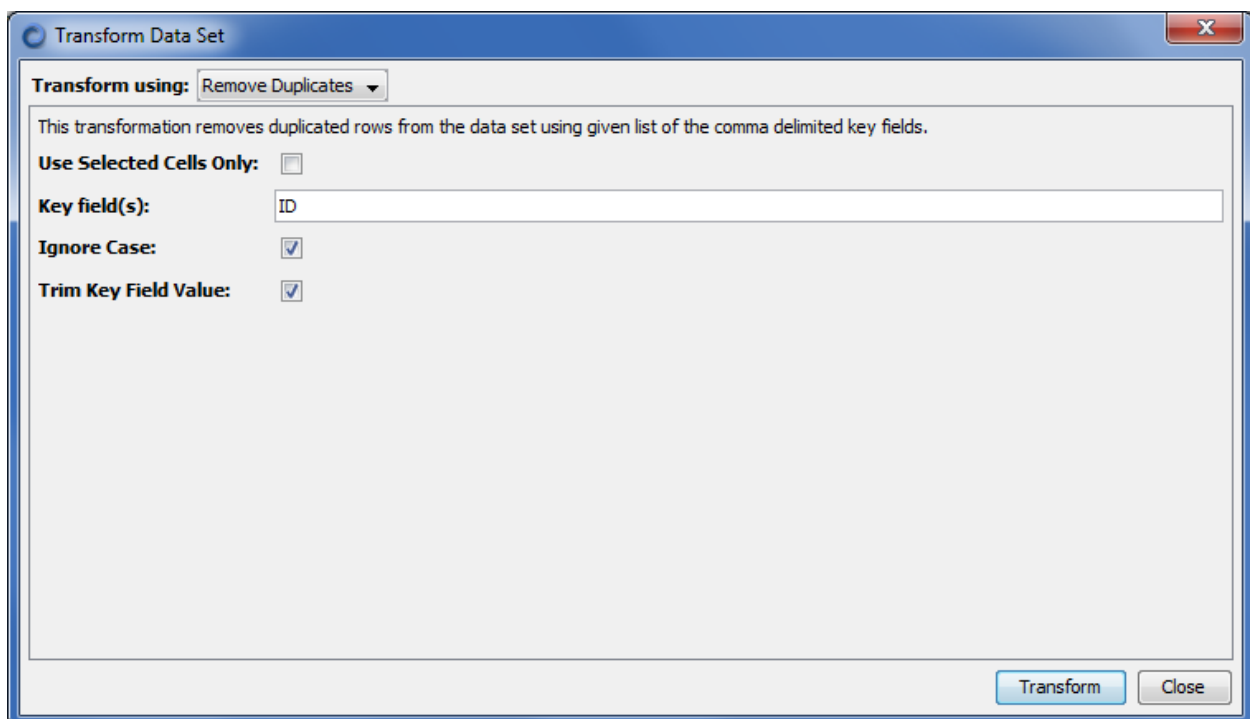 Transform Data Set
Transform using: Remove Duplicates
This transformation removes duplicated rows from the data set using given list of the comma delimited key fields.
Use Selected Cells Only:
Key field(s): ID
Ignore Case:
Trim Key Field Value:
Transform Close